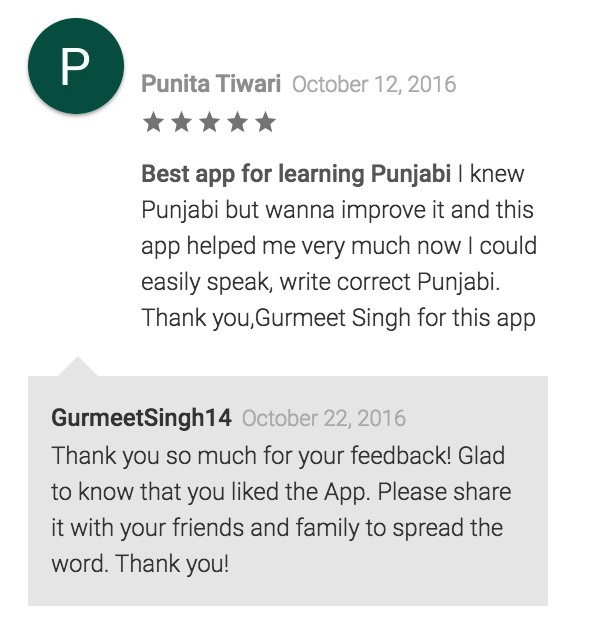 P
Punita Tiwari October 12, 2016
Best app for learning Punjabi I knew
Punjabi but wanna improve it and this
app helped me very much now I could
easily speak, write correct Punjabi.
Thank you,Gurmeet Singh for this app
GurmeetSingh14 October 22, 2016
Thank you so much for your feedback! Glad
to know that you liked the App. Please share
it with your friends and family to spread the
word. Thank you!